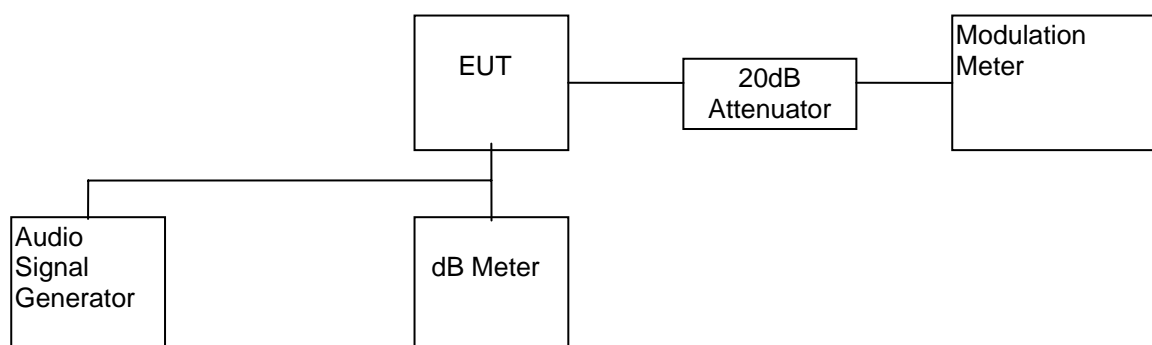 EUT
20dB
Attenuator
Modulation
Meter
Audio
Signal
Generator
dB Meter